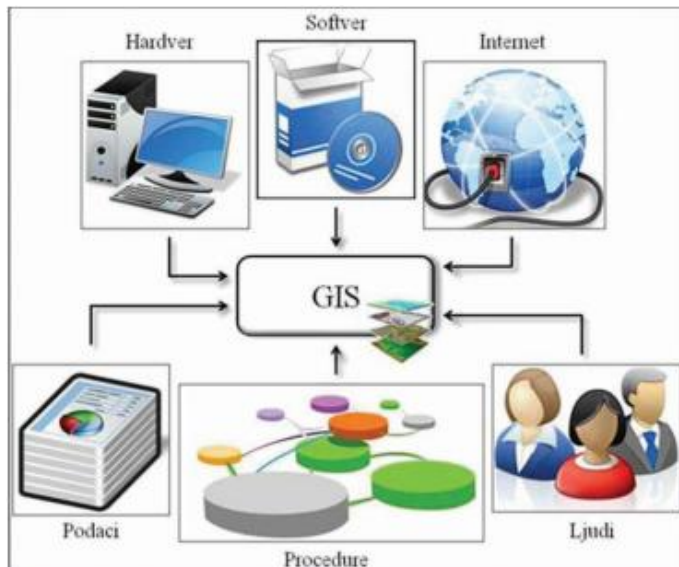 Hardver
Softver
Internet
GIS
Podaci
Procedure
Ljudi